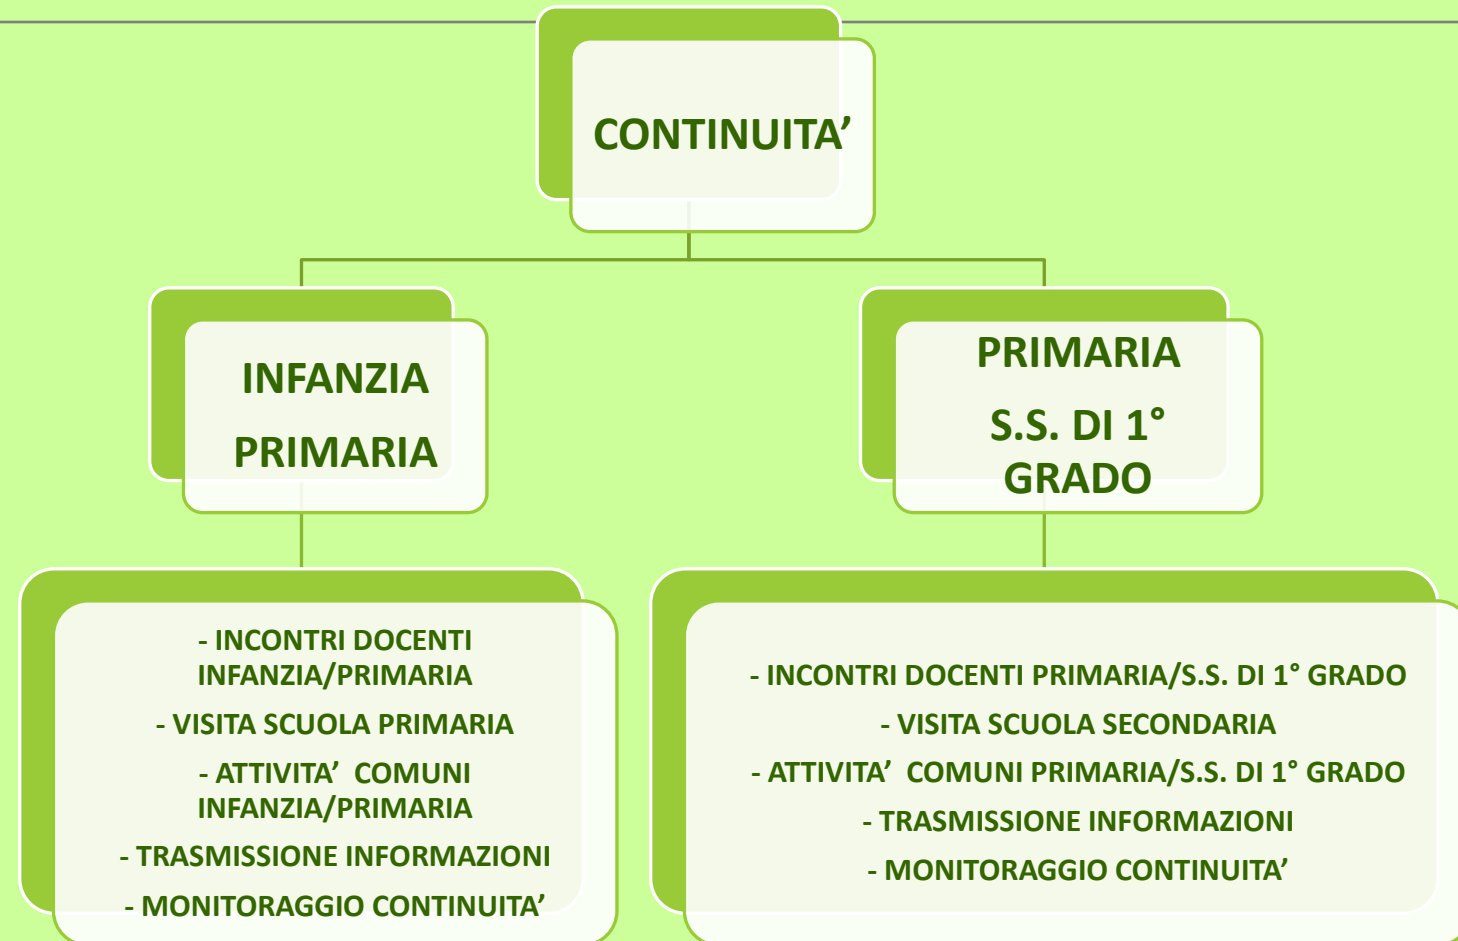 CONTINUITA’
INFANZIA
PRIMARIA
PRIMARIA
S.S. DI 1°
GRADO
- INCONTRI DOCENTI
INFANZIA/PRIMARIA
- VISITA SCUOLA PRIMARIA
- ATTIVITA’ COMUNI
INFANZIA/PRIMARIA
- TRASMISSIONE INFORMAZIONI
- MONITORAGGIO CONTINUITA’
- INCONTRI DOCENTI PRIMARIA/S.S. DI 1° GRADO
- VISITA SCUOLA SECONDARIA
- ATTIVITA’ COMUNI PRIMARIA/S.S. DI 1° GRADO
- TRASMISSIONE INFORMAZIONI
- MONITORAGGIO CONTINUITA’